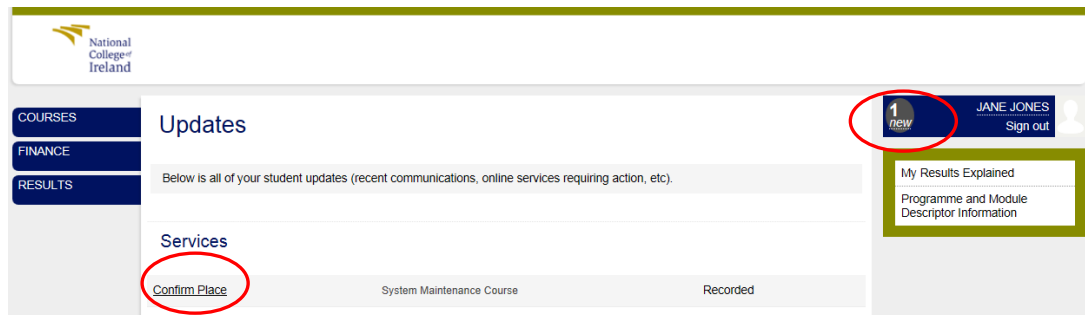 National
College of
Ireland
COURSES
FINANCE
RESULTS
Updates
Below is all of your student updates (recent communications, online services requiring action, etc).
Services
Confirm Place
System Maintenance Course
Recorded
1
new
JANE JONES
Sign out
My Results Explained
Programme and Module
Descriptor Information